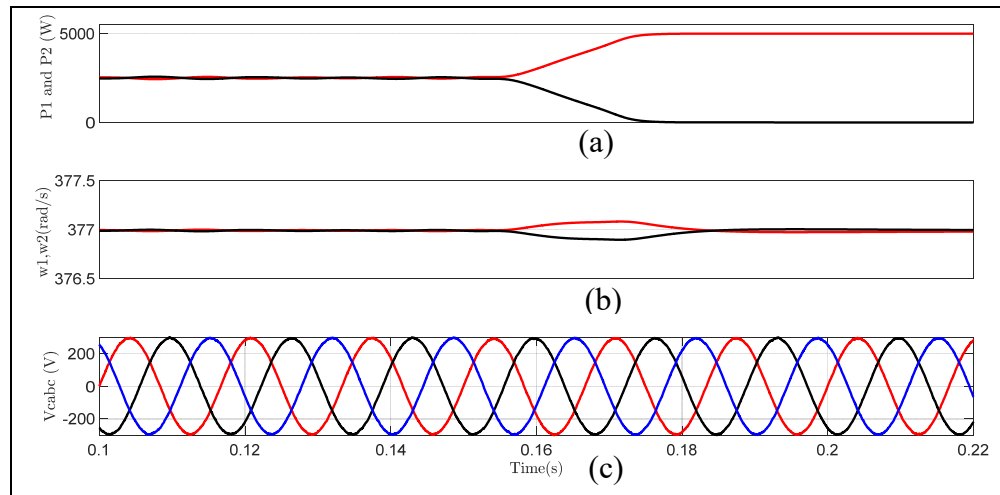 P1 and P2 (W)
5000
0
(a)
w1,w2(rad/s)
377.5
377
376.5
(b)
Vcabc (V)
200
0
-200
0.1 0.12 0.14 0.16 0.18 0.2 0.22
Time(s)
(c)